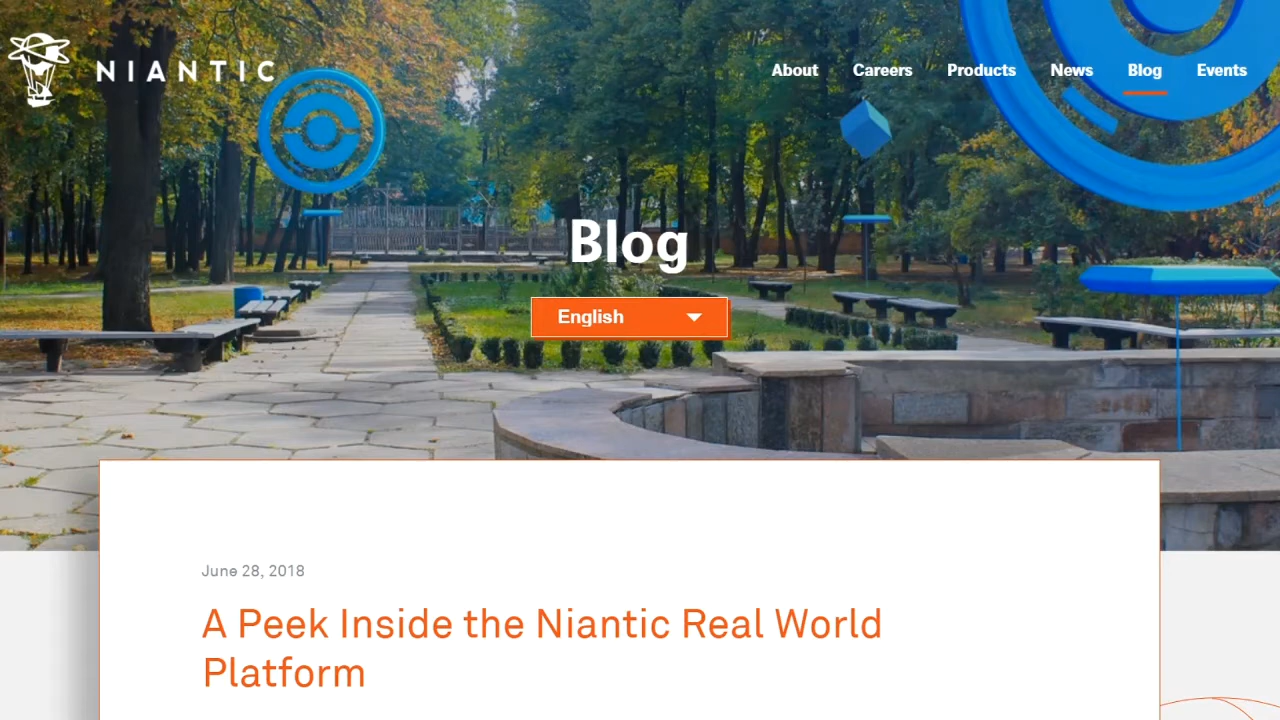 NIANTIC
About Careers Products News Blog Events
Blog
English
June 28, 2018
A Peek Inside the Niantic Real World
Platform